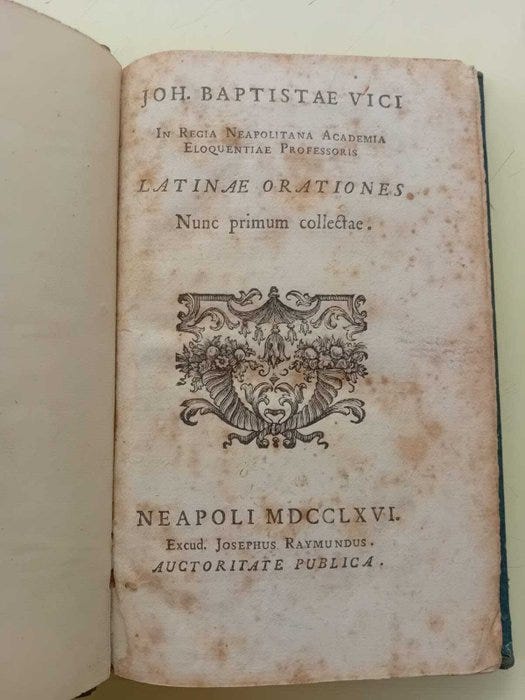 JOH. BAPTISTAE VICI
IN REGIA NEAPOLITANA ACADEMIA
ELOQUENTIAE PROFESSORIS
LATINAE ORATIONES
Nunc primum collectae.
NEAPOLI MDCCLXVI.
Excud. JOSEPHUS RAYMUNDUS.
AUCTORITATE PUBLICA.